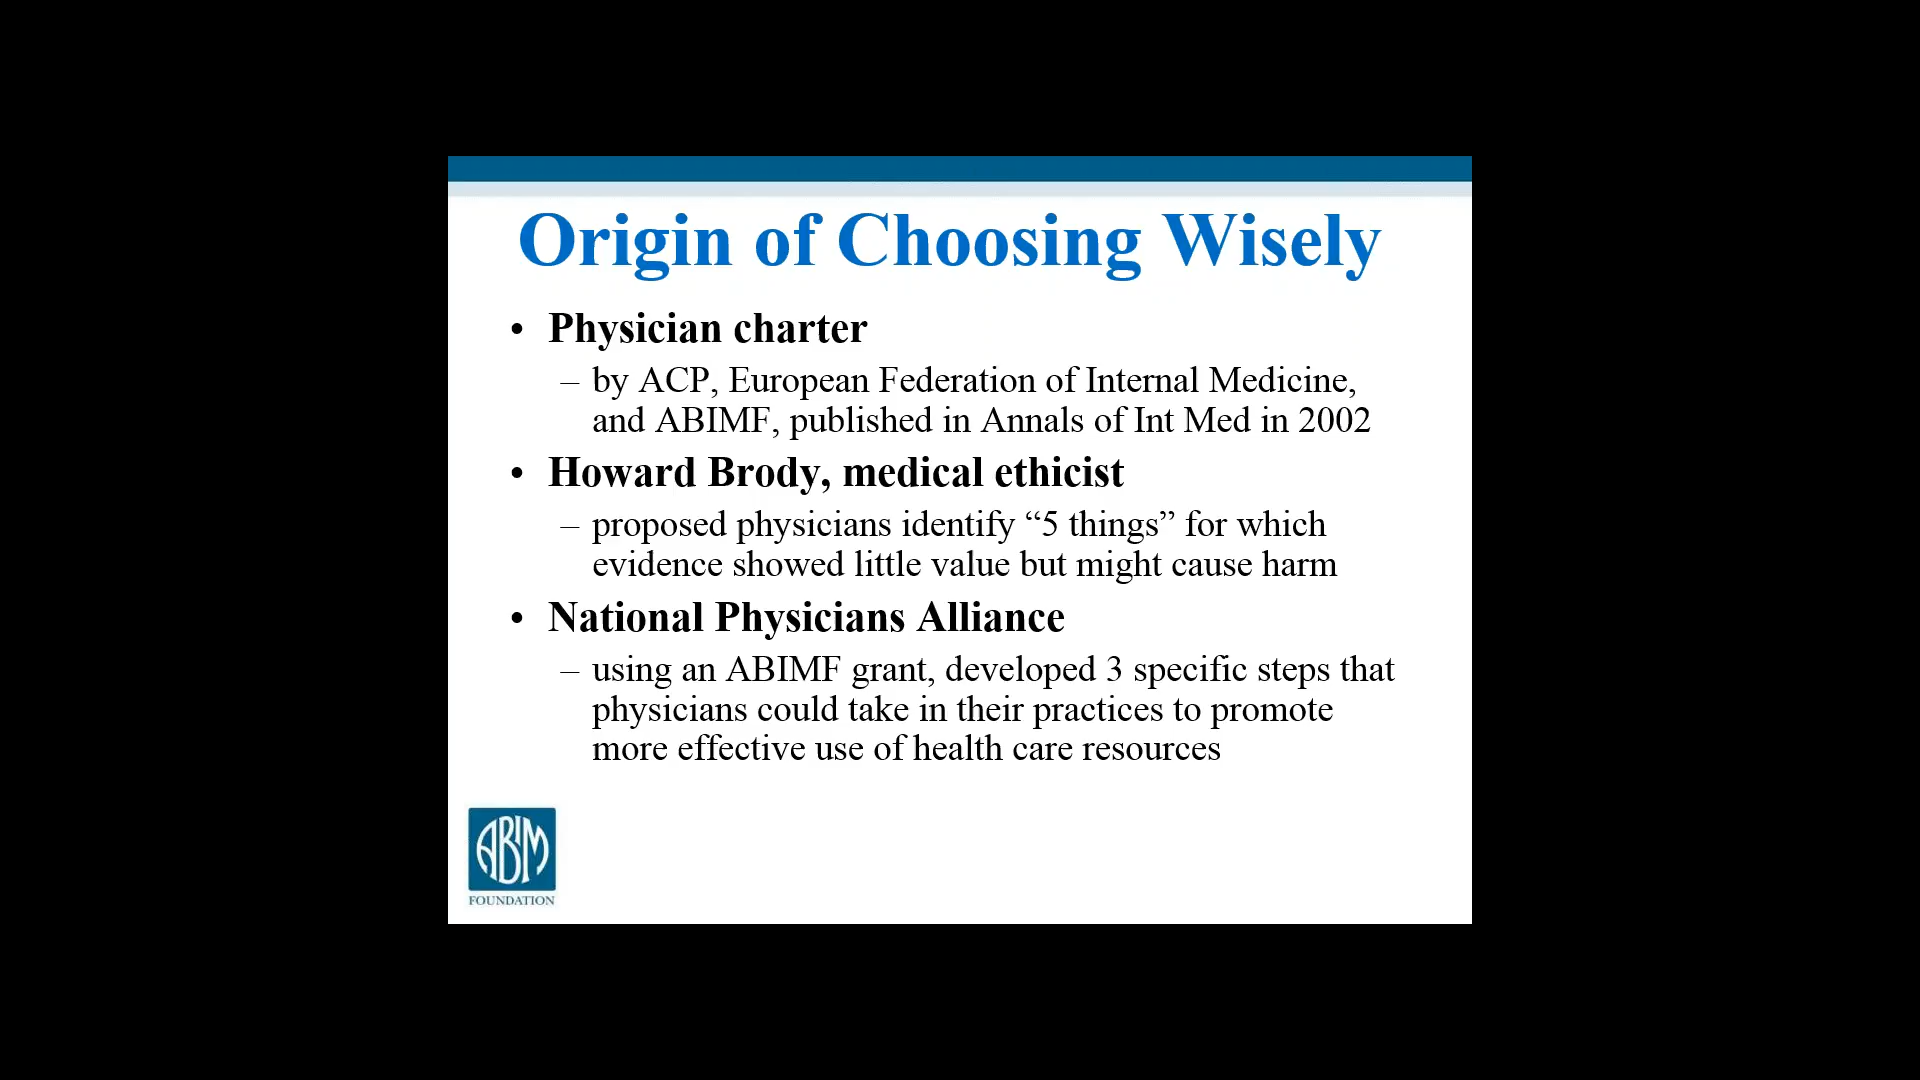 Origin of Choosing Wisely
• Physician charter
– by ACP, European Federation of Internal Medicine,
and ABIMF, published in Annals of Int Med in 2002
• Howard Brody, medical ethicist
– proposed physicians identify “5 things” for which
evidence showed little value but might cause harm
• National Physicians Alliance
– using an ABIMF grant, developed 3 specific steps that
physicians could take in their practices to promote
more effective use of health care resources
ABIM
FOUNDATION